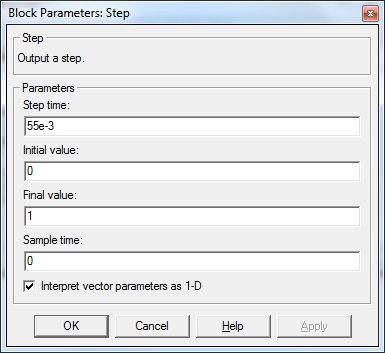 Block Parameters: Step
Step
Output a step.
Parameters
Step time:
55e-3
Initial value:
0
Final value:
1
Sample time:
0
Interpret vector parameters as 1-D
OK Cancel Help Apply